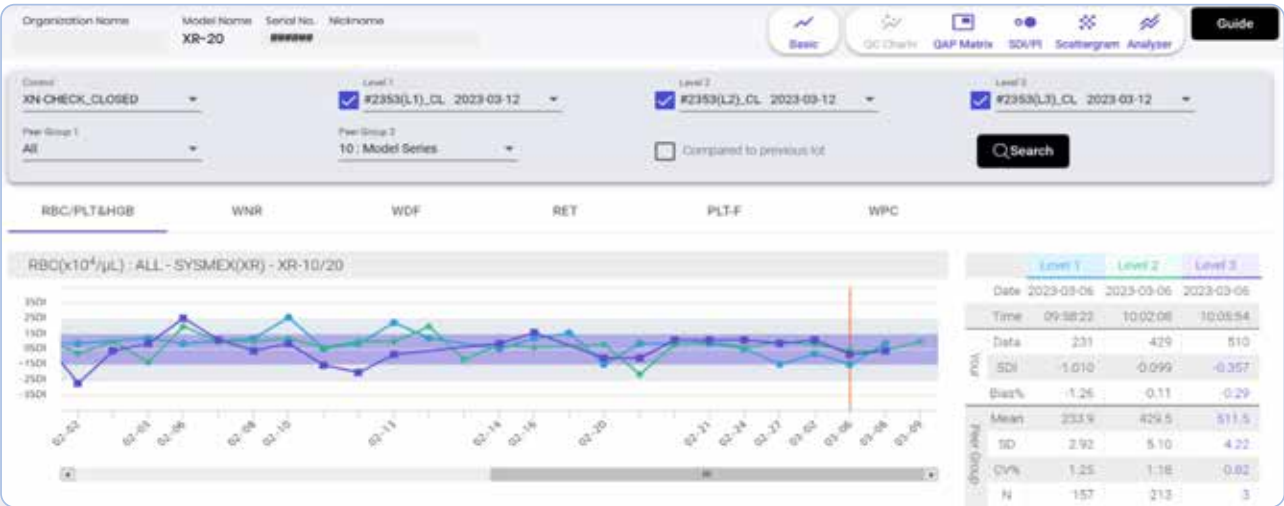 Organization Name Model Name Serial No. Nickname
XR-20 ######
Basic QC Charts QAP Matrix SDI/PI Scattergram Analyzer Guide
Control Level 1 Level 2 Level 3
XN-CHECK_CLOSED #2353(L1)_CL 2023-03-12 #2353(L2)_CL 2023-03-12 #2353(L3)_CL 2023-03-12
Peer Group 1 Peer Group 2
All 10 : Model Series Compared to previous lot Search
RBC/PLT&HGB WNR WDF RET PLT-F WPC
RBC(x10⁴/µL) : ALL - SYSMEX(XR) - XR-10/20
3SDI
2SDI
1SDI
0SDI
-1SDI
-2SDI
-3SDI
02-02 02-03 02-06 02-08 02-10 02-13 02-14 02-16 02-20 02-21 02-24 02-27 03-02 03-06 03-08 03-09
Level 1 Level 2 Level 3
Date 2023-03-06 2023-03-06 2023-03-06
Time 09:58:22 10:02:08 10:05:54
Your
Data 231 429 510
SDI -1.010 -0.099 -0.357
Bias% -1.26 -0.11 -0.29
Peer Group
Mean 233.9 429.5 511.5
SD 2.92 5.10 4.22
CV% 1.25 1.18 0.82
N 157 213 3